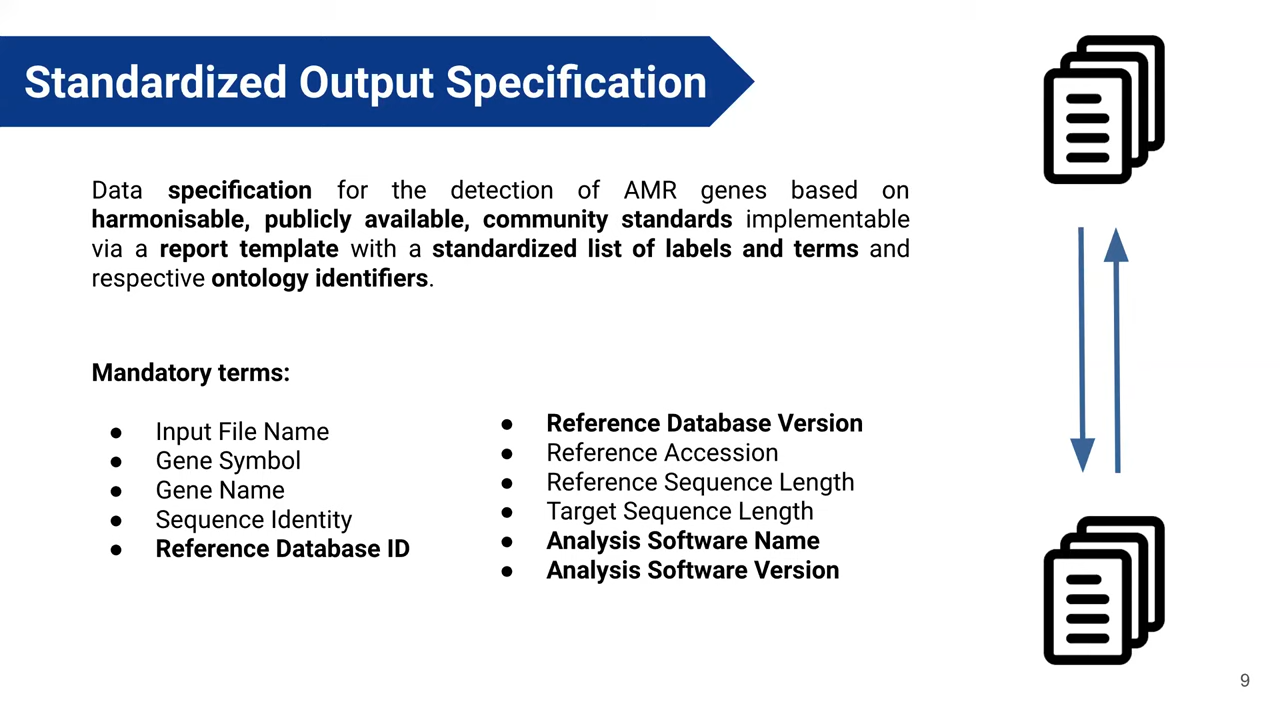 Standardized Output Specification
Data specification for the detection of AMR genes based on
harmonisable, publicly available, community standards implementable
via a report template with a standardized list of labels and terms and
respective ontology identifiers.
Mandatory terms:
● Input File Name
● Gene Symbol
● Gene Name
● Sequence Identity
● Reference Database ID
● Reference Database Version
● Reference Accession
● Reference Sequence Length
● Target Sequence Length
● Analysis Software Name
● Analysis Software Version
9